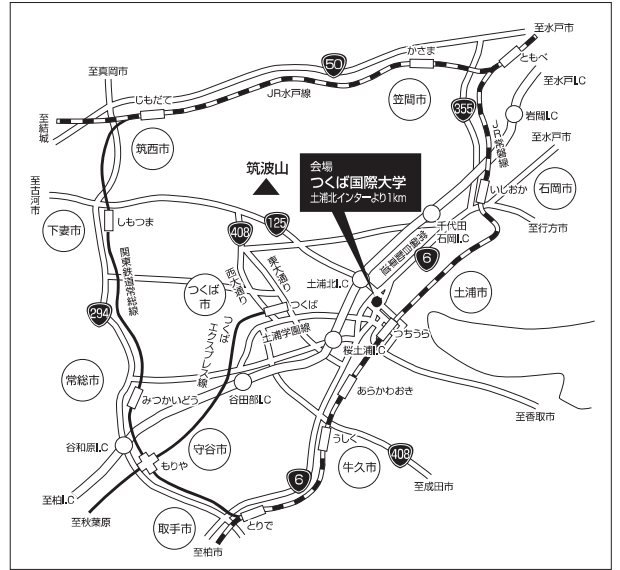 至水戸市
至真岡市
50
かさま
ともべ
JR水戸線
至水戸I.C
じもだて
笠間市
355
岩間I.C
至結城
筑西市
JR常磐線
至水戸市
会場
つくば国際大学
土浦北インターより1km
筑波山
いしおか
石岡市
至古河市
下妻市
しもつま
125
408
千代田
石岡I.C
至行方市
常磐自動車道
6
関東鉄道常総線
西大通り
東大通り
土浦北I.C
つくば
市
土浦市
294
つくば
つくば
エクスプレス線
土浦学園線
つちうら
桜土浦I.C
常総市
みつかいどう
谷田部I.C
あらかわおき
至香取市
谷和原I.C
守谷市
もりや
うしく
牛久市
408
至成田市
6
至柏I.C
至秋葉原
取手市
とりで
至柏市